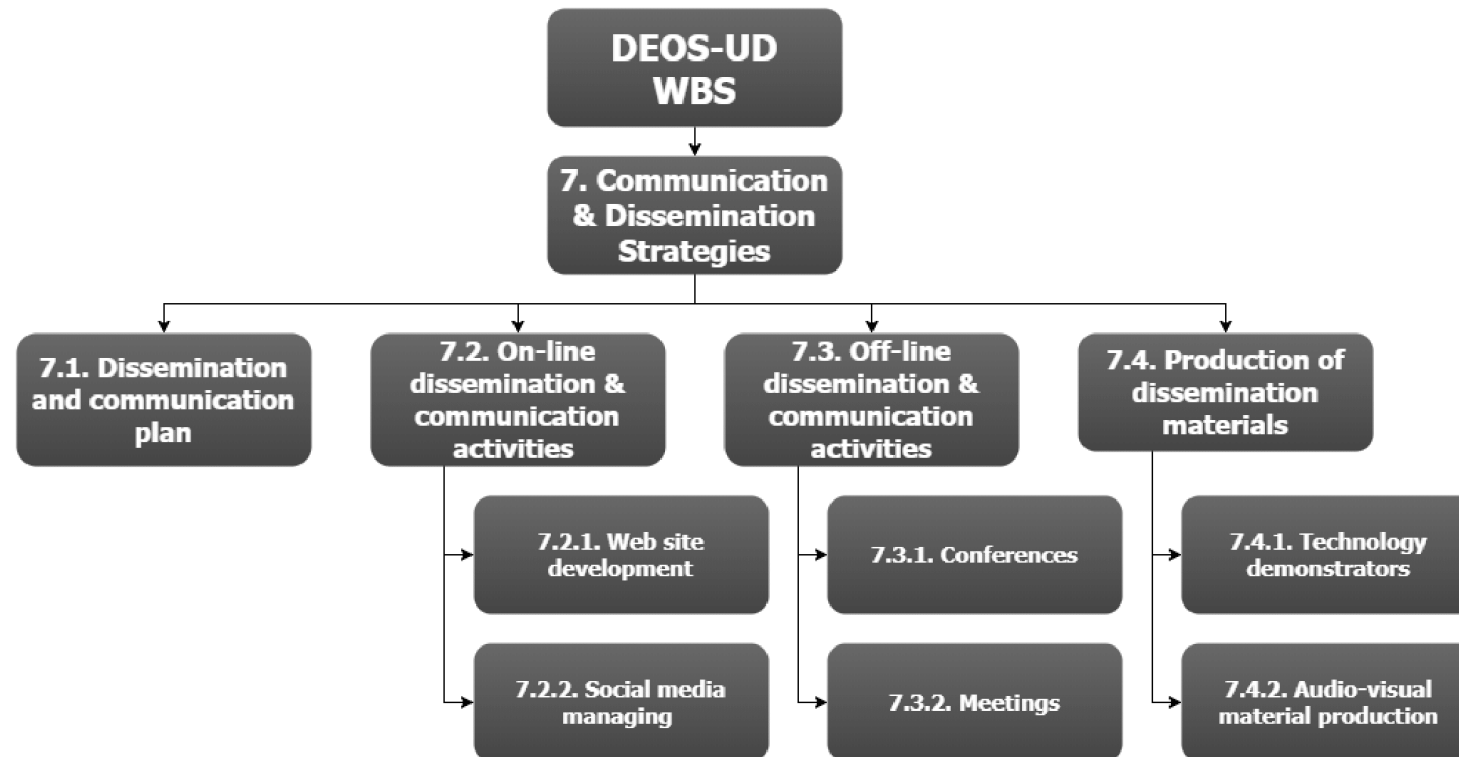 DEOS-UD
WBS
7. Communication
& Dissemination
Strategies
7.1. Dissemination
and communication
plan
7.2. On-line
dissemination &
communication
activities
7.3. Off-line
dissemination &
communication
activities
7.4. Production of
dissemination
materials
7.2.1. Web site
development
7.3.1. Conferences
7.4.1. Technology
demonstrators
7.2.2. Social media
managing
7.3.2. Meetings
7.4.2. Audio-visual
material production